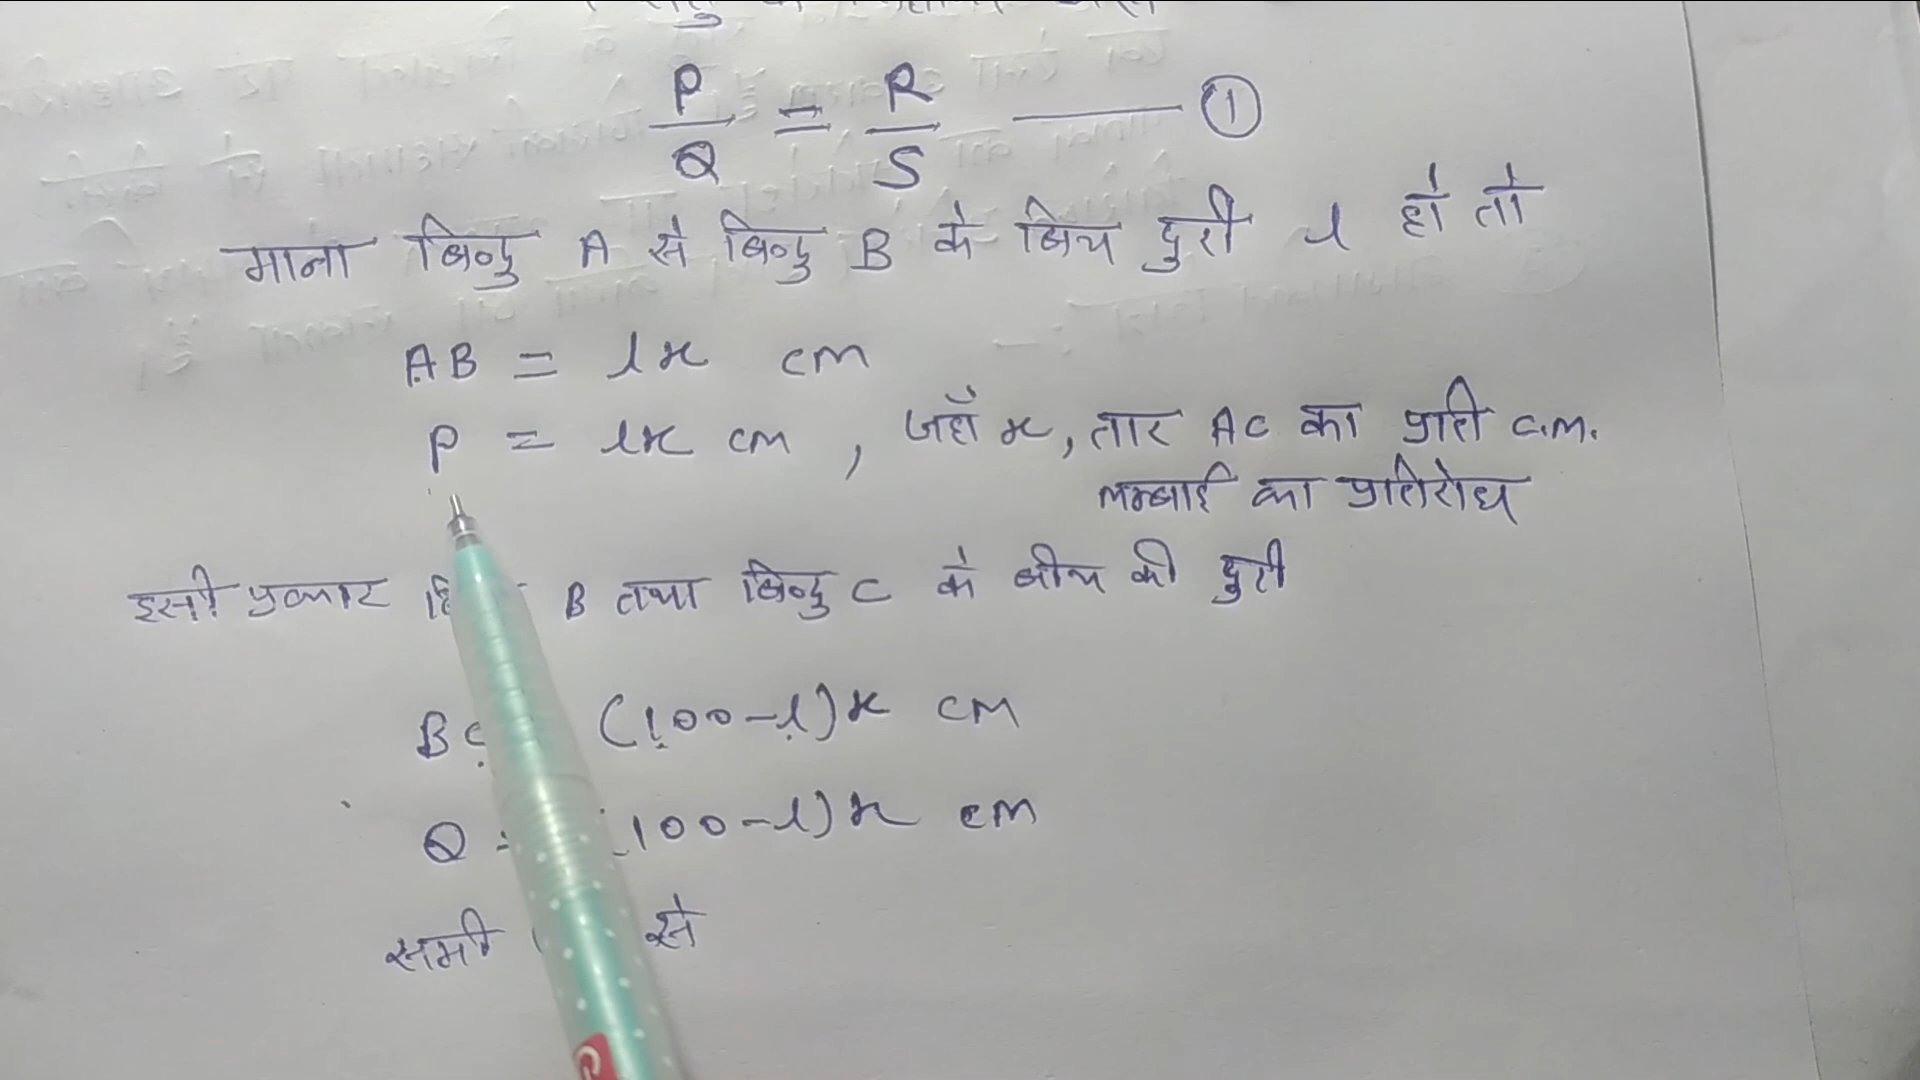 P/Q = R/S ——— ①
माना बिन्दु A से बिन्दु B के बिच दुरी l हो तो
AB = lx cm
P = lx cm , जहाँ x, तार AC का प्रति c.m.
लम्बाई का प्रतिरोध
इसी प्रकार B तथा बिन्दु C के बीच की दुरी
BC (100-l)x cm
Q = (100-l)x cm
समी से